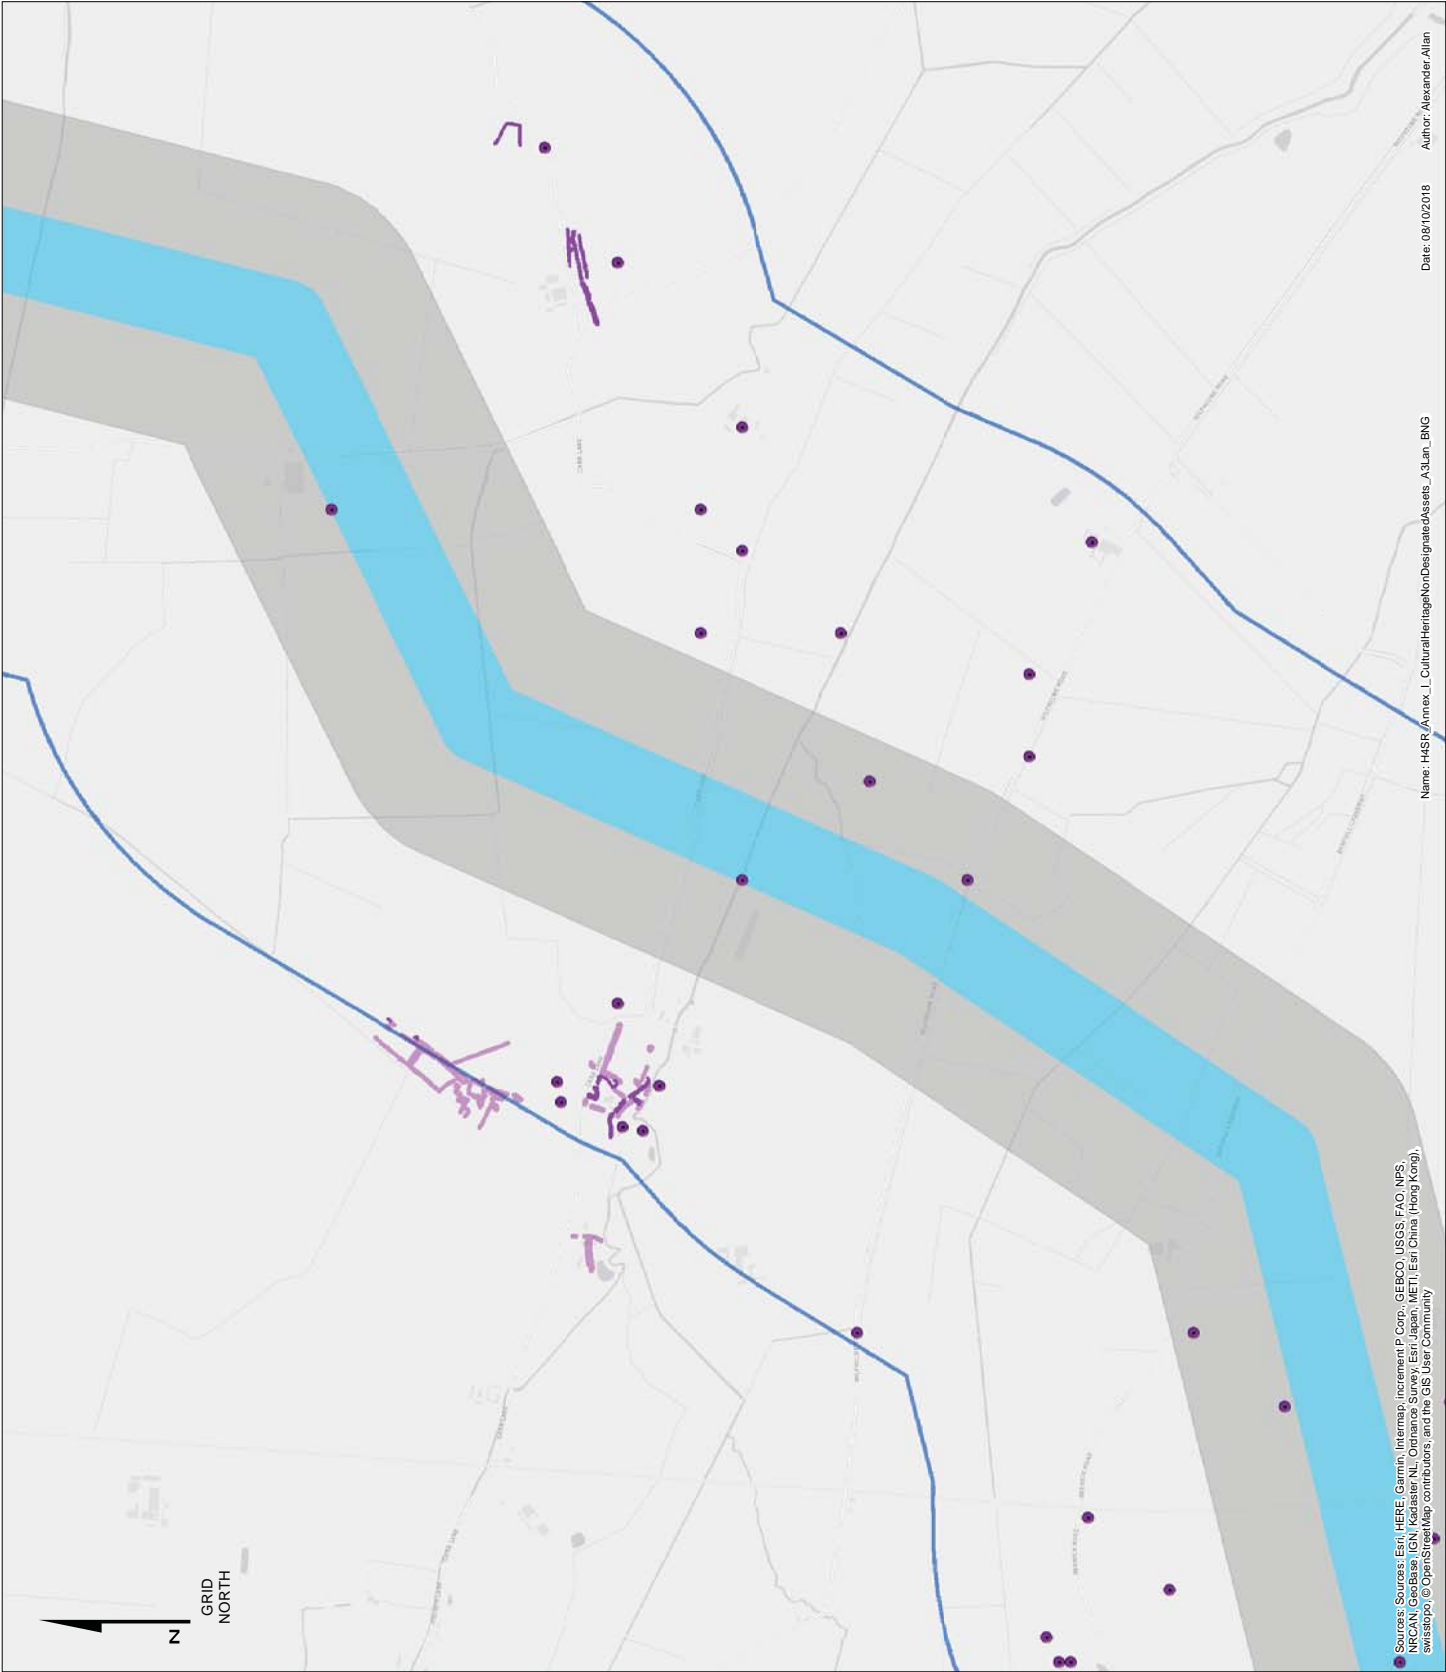 GRID
NORTH
N
CARR LANE
Sources: Sources: Esri, HERE, Garmin, Intermap, increment P Corp., GEBCO, USGS, FAO, NPS,
NRCAN, GeoBase, IGN, Kadaster NL, Ordnance Survey, Esri Japan, METI, Esri China (Hong Kong),
swisstopo, © OpenStreetMap contributors, and the GIS User Community
Name: H4SR_Annex_I_CulturalHeritageNonDesignatedAssets_A3Lan_BNG
Date: 08/10/2018
Author: Alexander.Allan